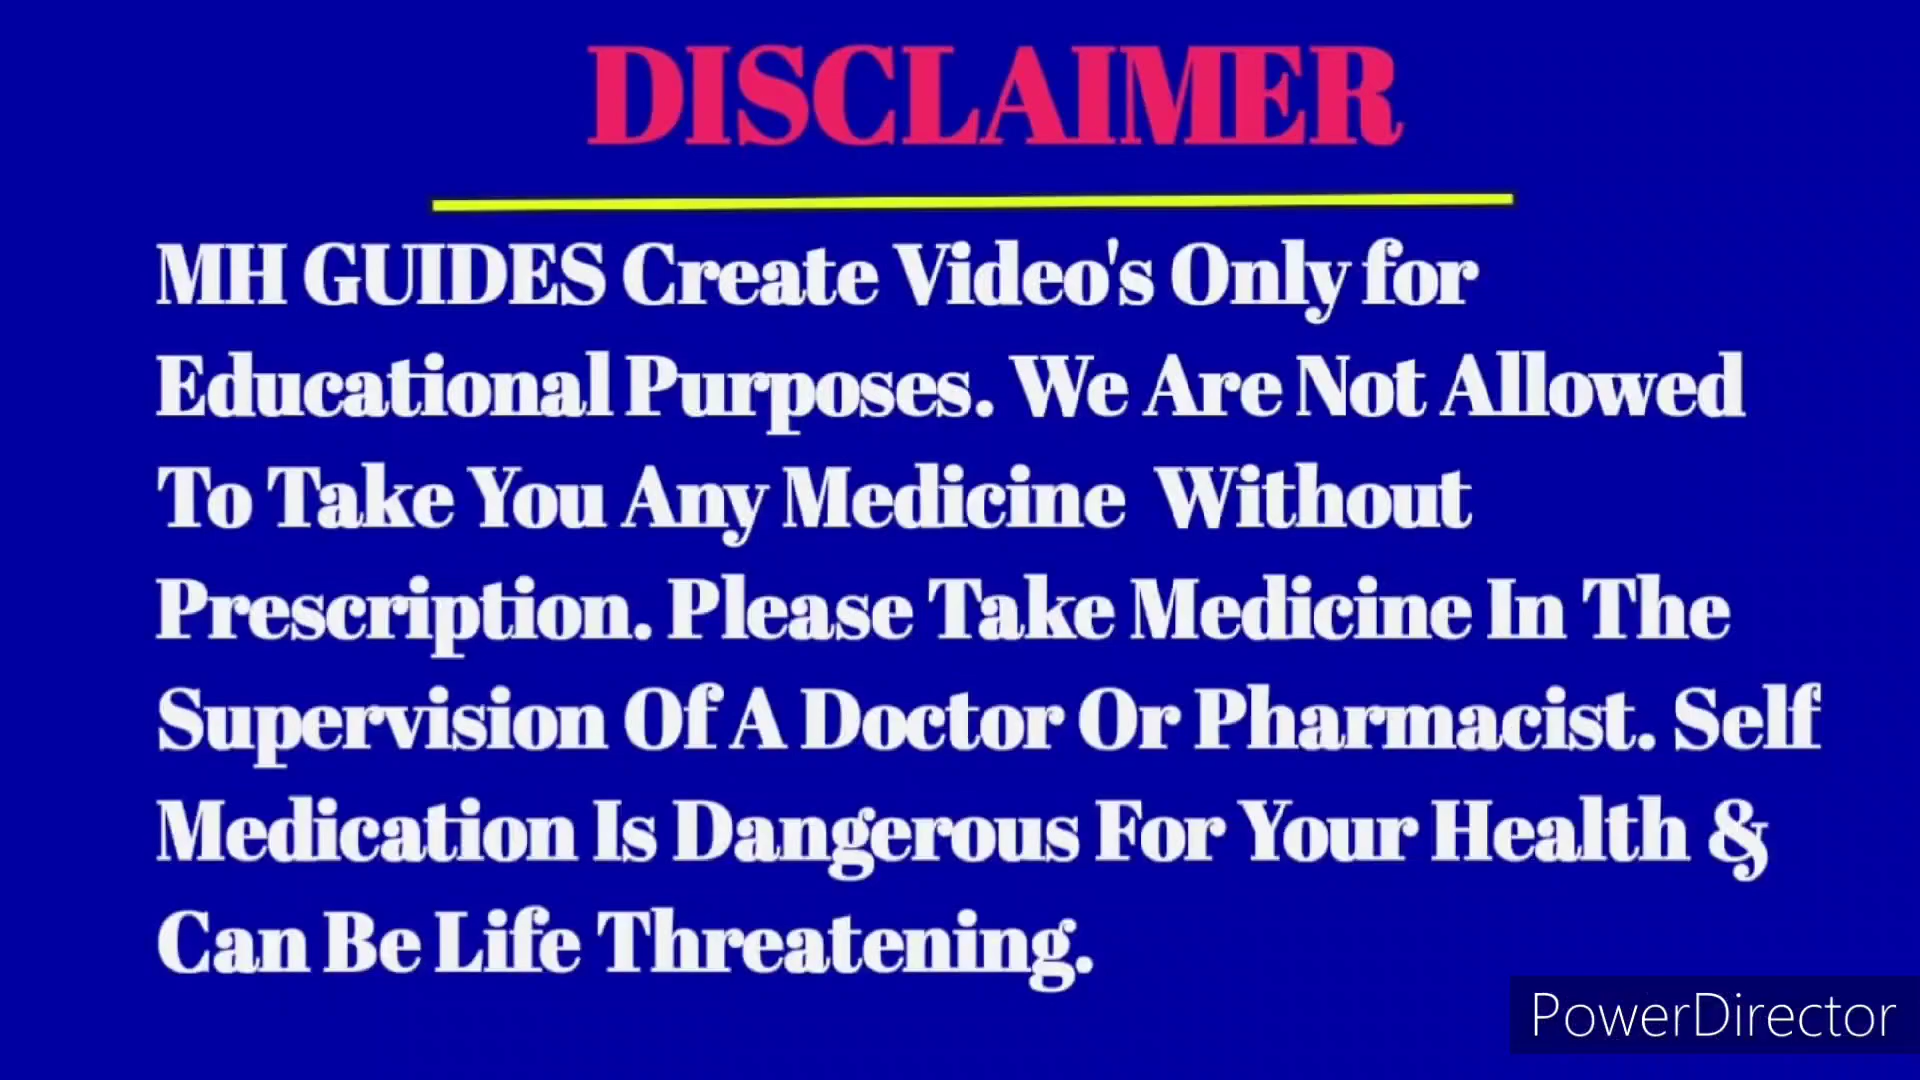 DISCLAIMER
MH GUIDES Create Video's Only for
Educational Purposes. We Are Not Allowed
To Take You Any Medicine Without
Prescription. Please Take Medicine In The
Supervision Of A Doctor Or Pharmacist. Self
Medication Is Dangerous For Your Health &
Can Be Life Threatening.
PowerDirector